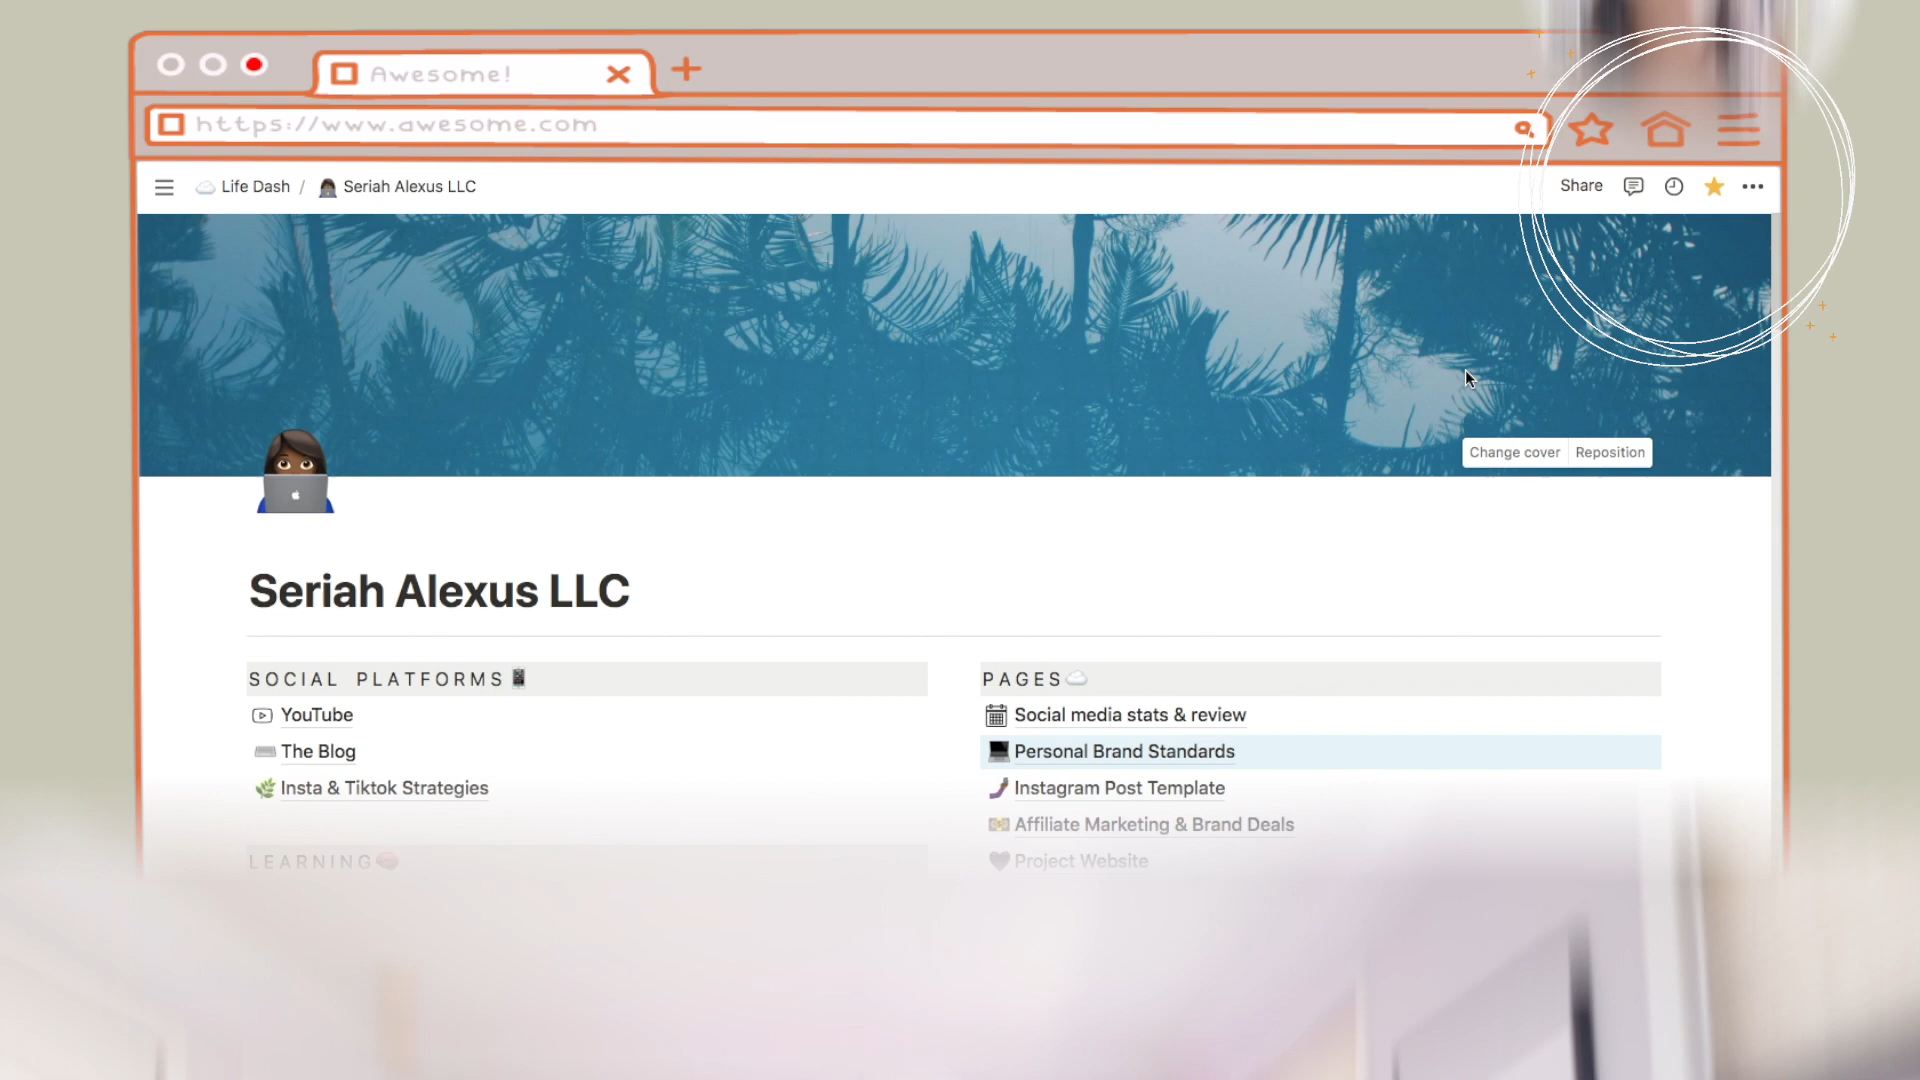 Awesome!
https://www.awesome.com
Life Dash / Seriah Alexus LLC
Share
Change cover Reposition
Seriah Alexus LLC
SOCIAL PLATFORMS
YouTube
The Blog
Insta & Tiktok Strategies
LEARNING
PAGES
Social media stats & review
Personal Brand Standards
Instagram Post Template
Affiliate Marketing & Brand Deals
Project Website